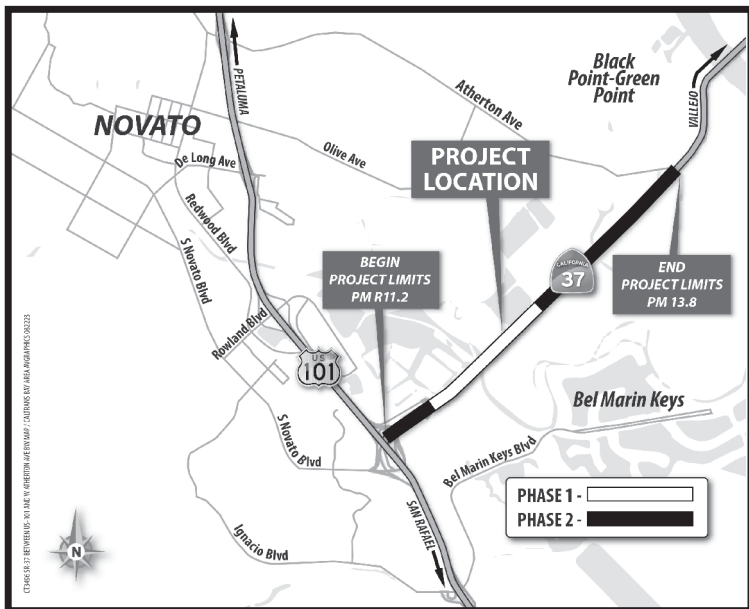 Black
Point-Green
Point
VALLEJO
PETALUMA
Atherton Ave
NOVATO
De Long Ave
Olive Ave
PROJECT
LOCATION
Redwood Blvd
S Novato Blvd
BEGIN
PROJECT LIMITS
PM R11.2
CALIFORNIA
37
END
PROJECT LIMITS
PM 13.8
Rowland Blvd
US
101
Bel Marin Keys
S Novato Blvd
Bel Marin Keys Blvd
SAN RAFAEL
Ignacio Blvd
PHASE 1 -
PHASE 2 -
N